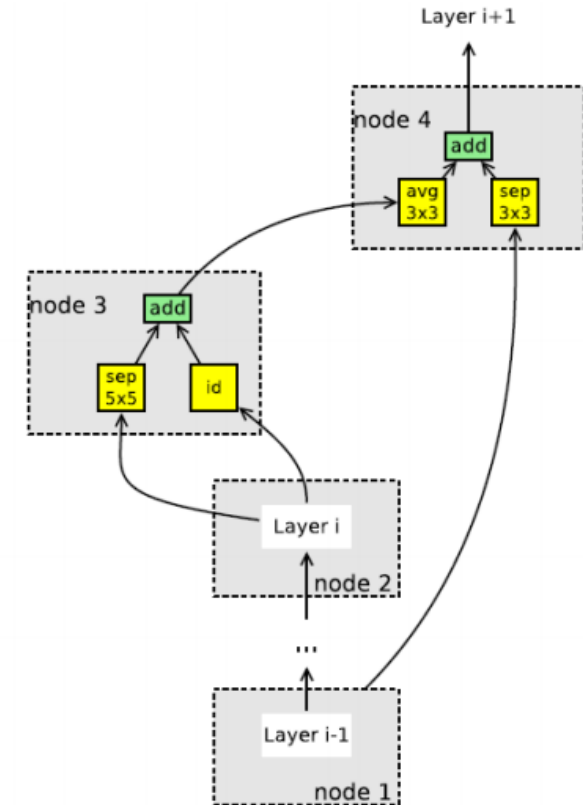 Layer i+1
node 4
add
avg
3x3
sep
3x3
node 3
add
sep
5x5
id
Layer i
node 2
...
Layer i-1
node 1